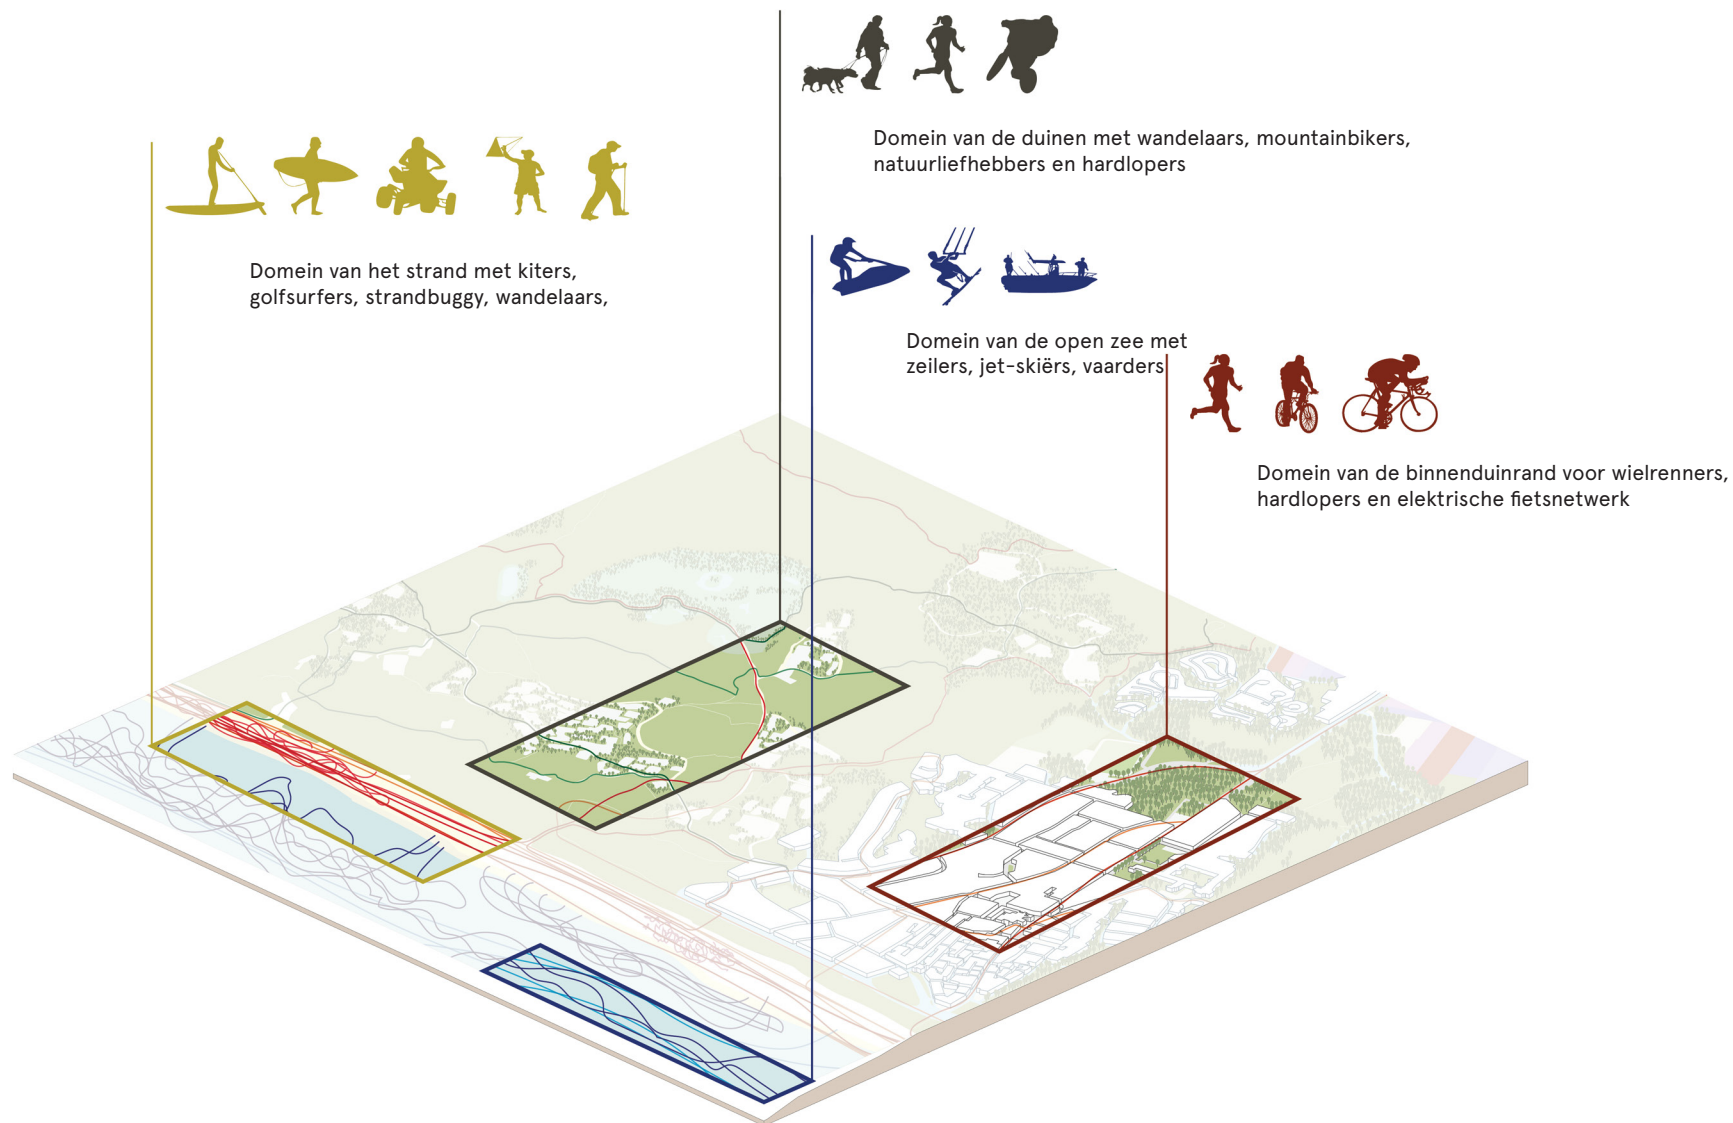 Domein van de duinen met wandelaars, mountainbikers,
natuurliefhebbers en hardlopers
Domein van het strand met kiters,
golfsurfers, strandbuggy, wandelaars,
Domein van de open zee met
zeilers, jet-skiërs, vaarders
Domein van de binnenduinrand voor wielrenners,
hardlopers en elektrische fietsnetwerk